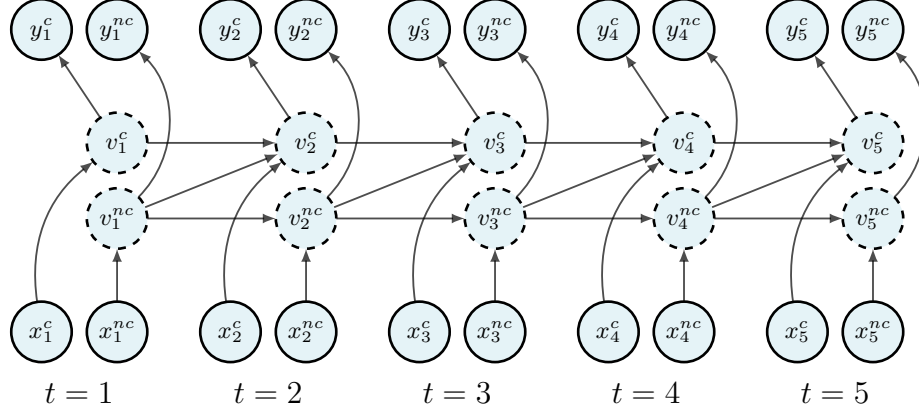 y_1^c y_1^{nc} y_2^c y_2^{nc} y_3^c y_3^{nc} y_4^c y_4^{nc} y_5^c y_5^{nc}
v_1^c v_2^c v_3^c v_4^c v_5^c
v_1^{nc} v_2^{nc} v_3^{nc} v_4^{nc} v_5^{nc}
x_1^c x_1^{nc} x_2^c x_2^{nc} x_3^c x_3^{nc} x_4^c x_4^{nc} x_5^c x_5^{nc}
t = 1 t = 2 t = 3 t = 4 t = 5